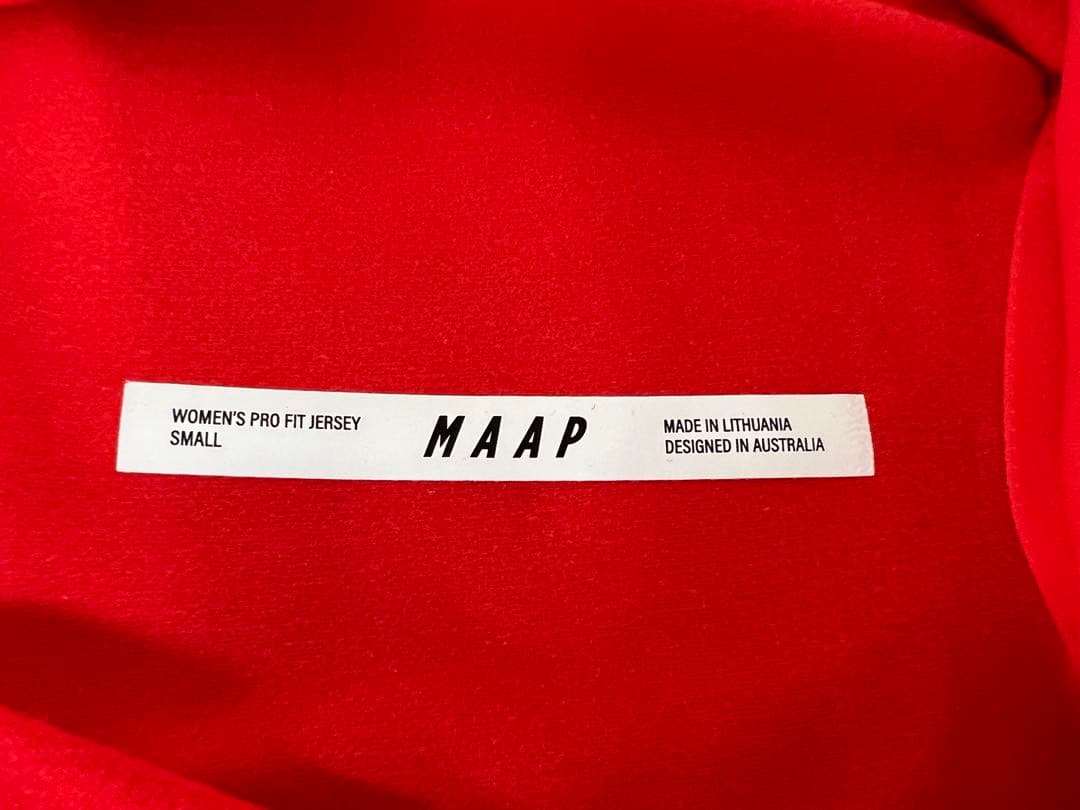 WOMEN'S PRO FIT JERSEY
SMALL
MAAP
MADE IN LITHUANIA
DESIGNED IN AUSTRALIA